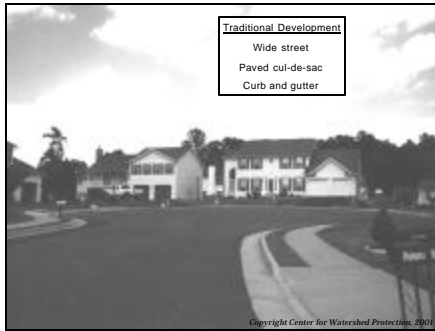 Traditional Development
Wide street
Paved cul-de-sac
Curb and gutter
Copyright Center for Watershed Protection, 2001